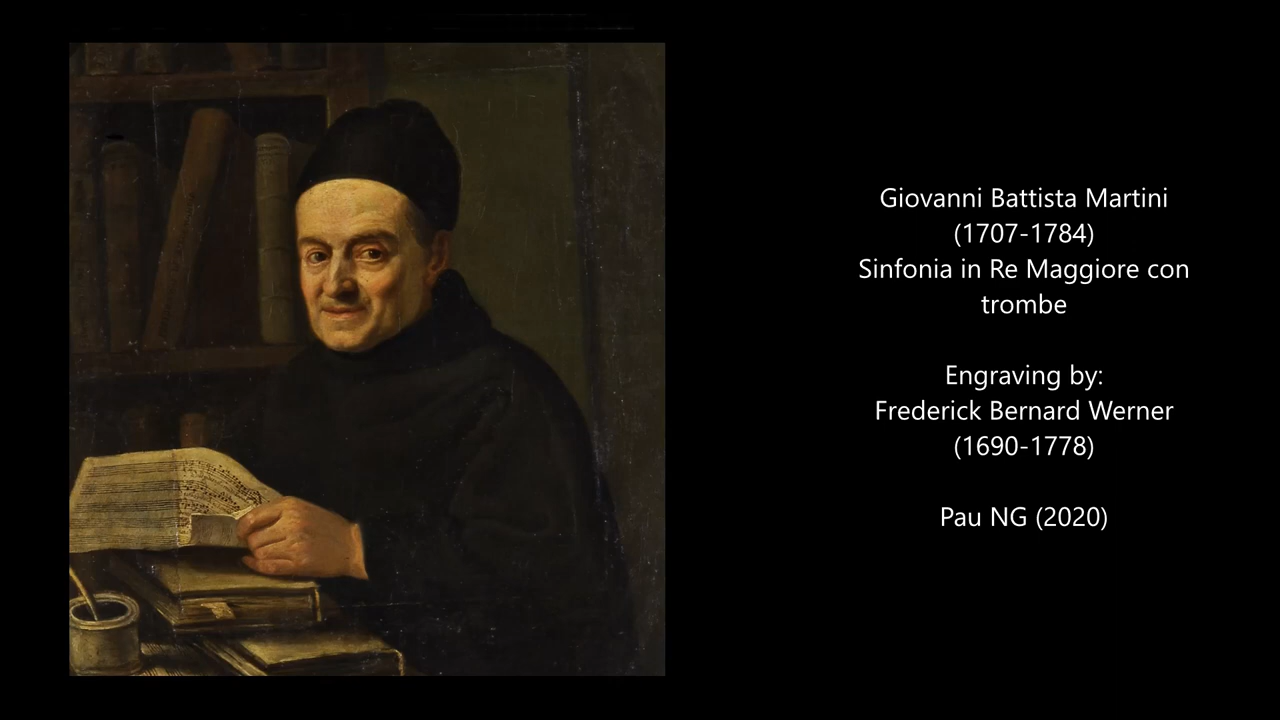 Giovanni Battista Martini
(1707-1784)
Sinfonia in Re Maggiore con
trombe
Engraving by:
Frederick Bernard Werner
(1690-1778)
Pau NG (2020)